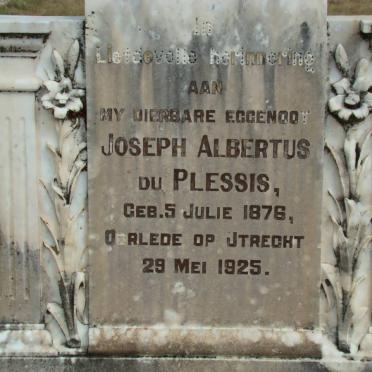 In
Liefdevolle herinnering
AAN
MY DIERBARE EGGENOOT
JOSEPH ALBERTUS
DU PLESSIS,
GEB. 5 JULIE 1876,
OORLEDE OP UTRECHT
29 MEI 1925.